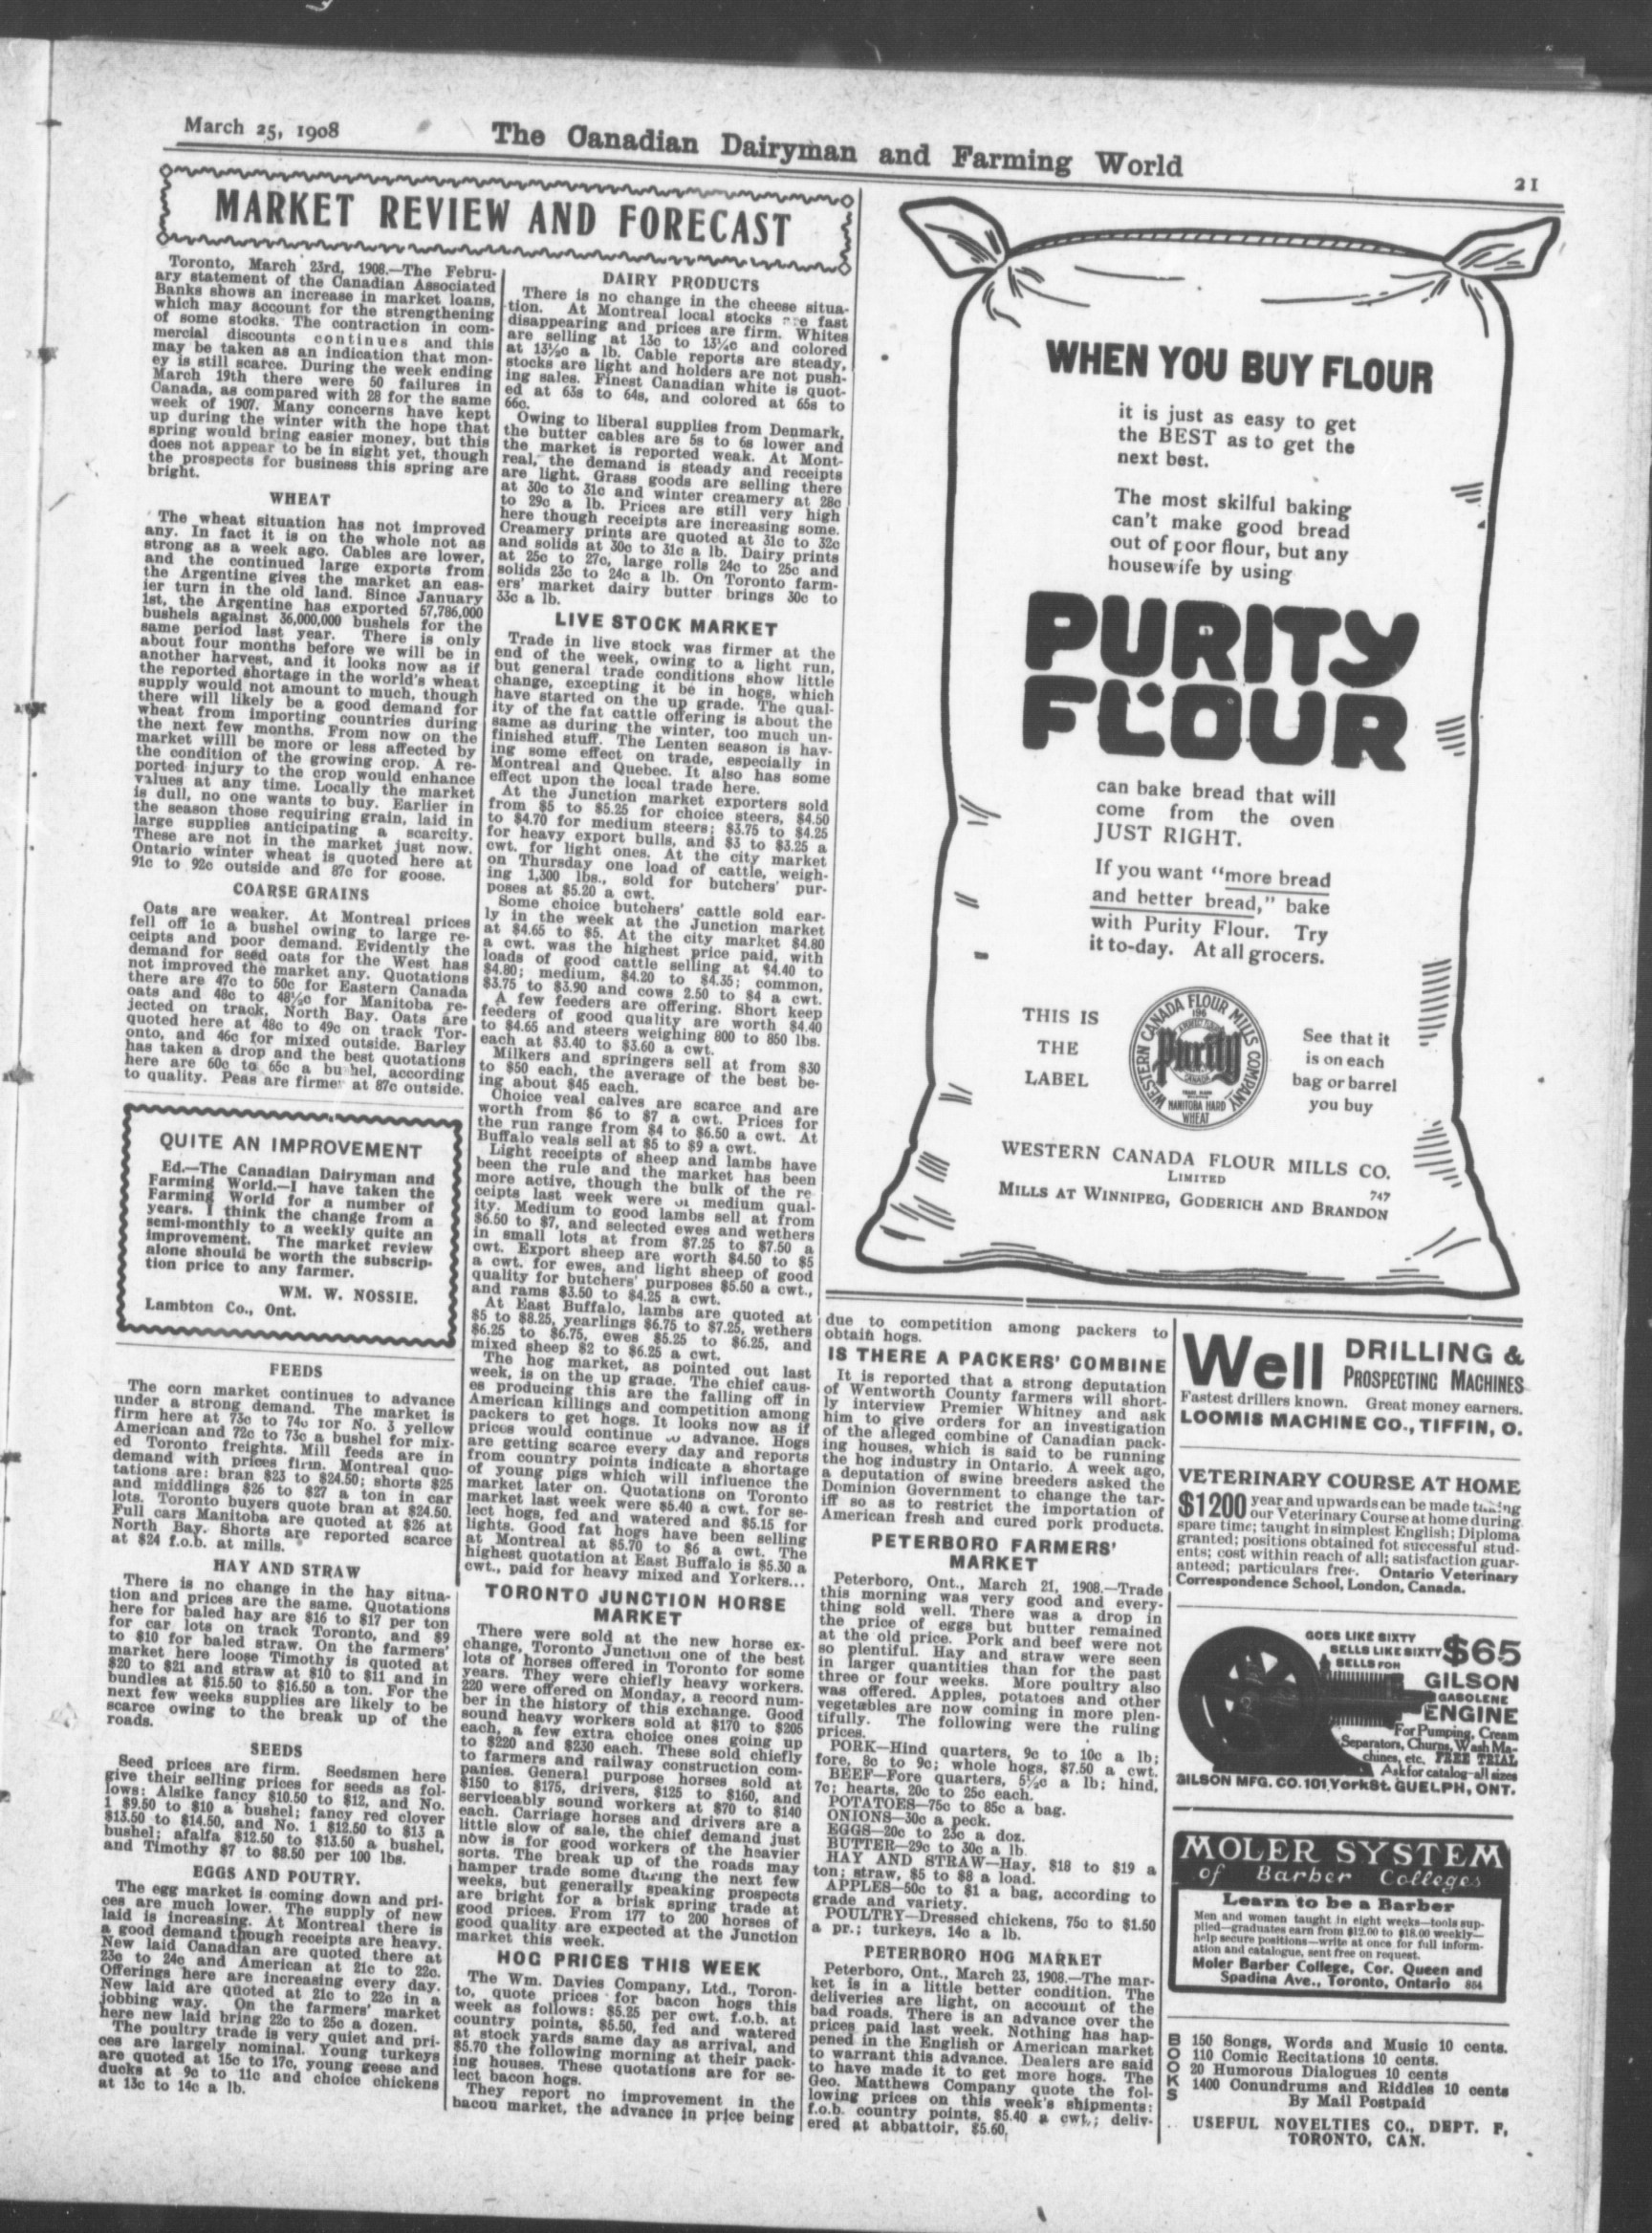 March 25, 1908
The Canadian Dairyman and Farming World
21
MARKET REVIEW AND FORECAST
Toronto, March 23rd, 1908.—The Febru-
ary statement of the Canadian Associated
Banks shows an increase in market loans,
which may account for the strengthening
of some stocks. The contraction in com-
mercial discounts continues and this
may be taken as an indication that mon-
ey is still scarce. During the week ending
March 19th there were 50 failures in
Canada, as compared with 28 for the same
week of 1907. Many concerns have kept
up during the winter with the hope that
spring would bring easier money, but this
does not appear to be in sight yet, though
the prospects for business this spring are
bright.
WHEAT
The wheat situation has not improved
any. In fact it is on the whole not as
strong as a week ago. Cables are lower,
and the continued large exports from
the Argentine gives the market an eas-
ier turn in the old land. Since January
1st, the Argentine has exported 57,786,000
bushels against 36,000,000 bushels for the
same period last year. There is only
about four months before we will be in
another harvest, and it looks now as if
the reported shortage in the world's wheat
supply would not amount to much, though
there will likely be a good demand for
wheat from importing countries during
the next few months. From now on the
market willl be more or less affected by
the condition of the growing crop. A re-
ported injury to the crop would enhance
values at any time. Locally the market
is dull, no one wants to buy. Earlier in
the season those requiring grain, laid in
large supplies anticipating a scarcity.
These are not in the market just now.
Ontario winter wheat is quoted here at
91c to 92c outside and 87c for goose.
COARSE GRAINS
Oats are weaker. At Montreal prices
fell off 1c a bushel owing to large re-
ceipts and poor demand. Evidently the
demand for seed oats for the West has
not improved the market any. Quotations
there are 47c to 50c for Eastern Canada
oats and 48c to 48½c for Manitoba re-
jected on track, North Bay. Oats are
quoted here at 48c to 49c on track Tor-
onto, and 46c for mixed outside. Barley
has taken a drop and the best quotations
here are 60c to 65c a bu hel, according
to quality. Peas are firmer at 87c outside.
QUITE AN IMPROVEMENT
Ed.—The Canadian Dairyman and
Farming World.—I have taken the
Farming World for a number of
years. I think the change from a
semi-monthly to a weekly quite an
improvement. The market review
alone should be worth the subscrip-
tion price to any farmer.
WM. W. NOSSIE.
Lambton Co., Ont.
FEEDS
The corn market continues to advance
under a strong demand. The market is
firm here at 73c to 74c for No. 3 yellow
American and 72c to 73c a bushel for mix-
ed Toronto freights. Mill feeds are in
demand with prices firm. Montreal quo-
tations are: bran $23 to $24.50; shorts $25
and middlings $26 to $27 a ton in car
lots. Toronto buyers quote bran at $24.50.
Full cars Manitoba are quoted at $26 at
North Bay. Shorts are reported scarce
at $24 f.o.b. at mills.
HAY AND STRAW
There is no change in the hay situa-
tion and prices are the same. Quotations
here for baled hay are $16 to $17 per ton
for car lots on track Toronto, and $9
to $10 for baled straw. On the farmers'
market here loose Timothy is quoted at
$20 to $21 and straw at $10 to $11 and in
bundles at $15.50 to $16.50 a ton. For the
next few weeks supplies are likely to be
scarce owing to the break up of the
roads.
SEEDS
Seed prices are firm. Seedsmen here
give their selling prices for seeds as fol-
lows: Alsike fancy $10.50 to $12, and No.
1 $9.50 to $10 a bushel; fancy red clover
$13.50 to $14.50, and No. 1 $12.50 to $13 a
bushel; afalfa $12.50 to $13.50 a bushel,
and Timothy $7 to $8.50 per 100 lbs.
EGGS AND POUTRY.
The egg market is coming down and pri-
ces are much lower. The supply of new
laid is increasing. At Montreal there is
a good demand though receipts are heavy.
New laid Canadian are quoted there at
23c to 24c and American at 21c to 22c.
Offerings here are increasing every day.
New laid are quoted at 21c to 22c in a
jobbing way. On the farmers' market
here new laid bring 22c to 25c a dozen.
The poultry trade is very quiet and pri-
ces are largely nominal. Young turkeys
are quoted at 15c to 17c, young geese and
ducks at 9c to 11c and choice chickens
at 13c to 14c a lb.
DAIRY PRODUCTS
There is no change in the cheese situa-
tion. At Montreal local stocks are fast
disappearing and prices are firm. Whites
are selling at 13c to 13¼c and colored
at 13½c a lb. Cable reports are steady,
stocks are light and holders are not push-
ing sales. Finest Canadian white is quot-
ed at 63s to 64s, and colored at 65s to
66c.
Owing to liberal supplies from Denmark,
the butter cables are 5s to 6s lower and
the market is reported weak. At Mont-
real, the demand is steady and receipts
are light. Grass goods are selling there
at 30c to 31c and winter creamery at 28c
to 29c a lb. Prices are still very high
here though receipts are increasing some.
Creamery prints are quoted at 31c to 32c
and solids at 30c to 31c a lb. Dairy prints
at 25c to 27c, large rolls 24c to 25c and
solids 23c to 24c a lb. On Toronto farm-
ers' market dairy butter brings 30c to
33c a lb.
LIVE STOCK MARKET
Trade in live stock was firmer at the
end of the week, owing to a light run,
but general trade conditions show little
change, excepting it be in hogs, which
have started on the up grade. The qual-
ity of the fat cattle offering is about the
same as during the winter, too much un-
finished stuff. The Lenten season is hav-
ing some effect on trade, especially in
Montreal and Quebec. It also has some
effect upon the local trade here.
At the Junction market exporters sold
from $5 to $5.25 for choice steers, $4.50
to $4.70 for medium steers; $3.75 to $4.25
for heavy export bulls, and $3 to $3.25 a
cwt. for light ones. At the city market
on Thursday one load of cattle, weigh-
ing 1,300 lbs., sold for butchers' pur-
poses at $5.20 a cwt.
Some choice butchers' cattle sold ear-
ly in the week at the Junction market
at $4.65 to $5. At the city market $4.80
a cwt. was the highest price paid, with
loads of good cattle selling at $4.40 to
$4.80; medium, $4.20 to $4.35; common,
$3.75 to $3.90 and cows 2.50 to $4 a cwt.
A few feeders are offering. Short keep
feeders of good quality are worth $4.40
to $4.65 and steers weighing 800 to 850 lbs.
each at $3.40 to $3.60 a cwt.
Milkers and springers sell at from $30
to $50 each, the average of the best be-
ing about $45 each.
Choice veal calves are scarce and are
worth from $6 to $7 a cwt. Prices for
the run range from $4 to $6.50 a cwt. At
Buffalo veals sell at $5 to $9 a cwt.
Light receipts of sheep and lambs have
been the rule and the market has been
more active, though the bulk of the re
ceipts last week were of medium qual-
ity. Medium to good lambs sell at from
$6.50 to $7, and selected ewes and wethers
in small lots at from $7.25 to $7.50 a
cwt. Export sheep are worth $4.50 to $5
a cwt. for ewes, and light sheep of good
quality for butchers' purposes $5.50 a cwt.,
and rams $3.50 to $4.25 a cwt.
At East Buffalo, lambs are quoted at
$5 to $8.25, yearlings $6.75 to $7.25, wethers
$6.25 to $6.75, ewes $5.25 to $6.25, and
mixed sheep $2 to $6.25 a cwt.
The hog market, as pointed out last
week, is on the up grade. The chief caus-
es producing this are the falling off in
American killings and competition among
packers to get hogs. It looks now as if
prices would continue to advance. Hogs
are getting scarce every day and reports
from country points indicate a shortage
of young pigs which will influence the
market later on. Quotations on Toronto
market last week were $5.40 a cwt. for se-
lect hogs, fed and watered and $5.15 for
lights. Good fat hogs have been selling
at Montreal at $5.70 to $6 a cwt. The
highest quotation at East Buffalo is $5.30 a
cwt., paid for heavy mixed and Yorkers...
TORONTO JUNCTION HORSE
MARKET
There were sold at the new horse ex-
change, Toronto Junction one of the best
lots of horses offered in Toronto for some
years. They were chiefly heavy workers.
220 were offered on Monday, a record num-
ber in the history of this exchange. Good
sound heavy workers sold at $170 to $205
each, a few extra choice ones going up
to $220 and $230 each. These sold chiefly
to farmers and railway construction com-
panies. General purpose horses sold at
$150 to $175, drivers, $125 to $160, and
serviceably sound workers at $70 to $140
each. Carriage horses and drivers are a
little slow of sale, the chief demand just
now is for good workers of the heavier
sorts. The break up of the roads may
hamper trade some during the next few
weeks, but generally speaking prospects
are bright for a brisk spring trade at
good prices. From 177 to 200 horses of
good quality are expected at the Junction
market this week.
HOG PRICES THIS WEEK
The Wm. Davies Company, Ltd., Toron-
to, quote prices for bacon hogs this
week as follows: $5.25 per cwt. f.o.b. at
country points, $5.50, fed and watered
at stock yards same day as arrival, and
$5.70 the following morning at their pack-
ing houses. These quotations are for se-
lect bacon hogs.
They report no improvement in the
bacon market, the advance in price being
due to competition among packers to
obtain hogs.
IS THERE A PACKERS' COMBINE
It is reported that a strong deputation
of Wentworth County farmers will short-
ly interview Premier Whitney and ask
him to give orders for an investigation
of the alleged combine of Canadian pack-
ing houses, which is said to be running
the hog industry in Ontario. A week ago,
a deputation of swine breeders asked the
Dominion Government to change the tar-
iff so as to restrict the importation of
American fresh and cured pork products.
PETERBORO FARMERS'
MARKET
Peterboro, Ont., March 21, 1908.—Trade
this morning was very good and every-
thing sold well. There was a drop in
the price of eggs but butter remained
at the old price. Pork and beef were not
so plentiful. Hay and straw were seen
in larger quantities than for the past
three or four weeks. More poultry also
was offered. Apples, potatoes and other
vegetables are now coming in more plen-
tifully. The following were the ruling
prices.
PORK—Hind quarters, 9c to 10c a lb;
fore, 8c to 9c; whole hogs, $7.50 a cwt.
BEEF—Fore quarters, 5½c a lb; hind,
7c; hearts, 20c to 25c each.
POTATOES—75c to 85c a bag.
ONIONS—30c a peck.
EGGS—20c to 23c a doz.
BUTTER—29c to 30c a lb.
HAY AND STRAW—Hay, $18 to $19 a
ton; straw, $5 to $8 a load.
APPLES—50c to $1 a bag, according to
grade and variety.
POULTRY—Dressed chickens, 75c to $1.50
a pr.; turkeys, 14c a lb.
PETERBORO HOG MARKET
Peterboro, Ont., March 23, 1908.—The mar-
ket is in a little better condition. The
deliveries are light, on account of the
bad roads. There is an advance over the
prices paid last week. Nothing has hap-
pened in the English or American market
to warrant this advance. Dealers are said
to have made it to get more hogs. The
Geo. Matthews Company quote the fol-
lowing prices on this week's shipments:
f.o.b. country points, $5.40 a cwt.; deliv-
ered at abbattoir, $5.60.
WHEN YOU BUY FLOUR
it is just as easy to get
the BEST as to get the
next best.
The most skilful baking
can't make good bread
out of poor flour, but any
housewife by using
PURITY
FLOUR
can bake bread that will
come from the oven
JUST RIGHT.
If you want "more bread
and better bread," bake
with Purity Flour. Try
it to-day. At all grocers.
THIS IS
THE
LABEL
WESTERN CANADA FLOUR MILLS COMPANY
196
Purity
CANADA
MANITOBA HARD
WHEAT
See that it
is on each
bag or barrel
you buy
WESTERN CANADA FLOUR MILLS CO.
LIMITED
747
MILLS AT WINNIPEG, GODERICH AND BRANDON
Well DRILLING &
PROSPECTING MACHINES
Fastest drillers known. Great money earners.
LOOMIS MACHINE CO., TIFFIN, O.
VETERINARY COURSE AT HOME
$1200 year and upwards can be made taking
our Veterinary Course at home during
spare time; taught in simplest English; Diploma
granted; positions obtained fot successful stud-
ents; cost within reach of all; satisfaction guar-
anteed; particulars free. Ontario Veterinary
Correspondence School, London, Canada.
GOES LIKE SIXTY
SELLS LIKE SIXTY
SELLS FOR
$65
GILSON
GASOLENE
ENGINE
For Pumping, Cream
Separators, Churns, Wash Ma-
chines, etc. FREE TRIAL
Ask for catalog-all sizes
GILSON MFG. CO. 101 York St. GUELPH, ONT.
MOLER SYSTEM
of Barber Colleges
Learn to be a Barber
Men and women taught in eight weeks—tools sup-
plied—graduates earn from $12.00 to $18.00 weekly—
help secure positions—write at once for full inform-
ation and catalogue, sent free on request.
Moler Barber College, Cor. Queen and
Spadina Ave., Toronto, Ontario 864
BOOKS
150 Songs, Words and Music 10 cents.
110 Comic Recitations 10 cents.
20 Humorous Dialogues 10 cents
1400 Conundrums and Riddles 10 cents
By Mail Postpaid
USEFUL NOVELTIES CO., DEPT. F,
TORONTO, CAN.